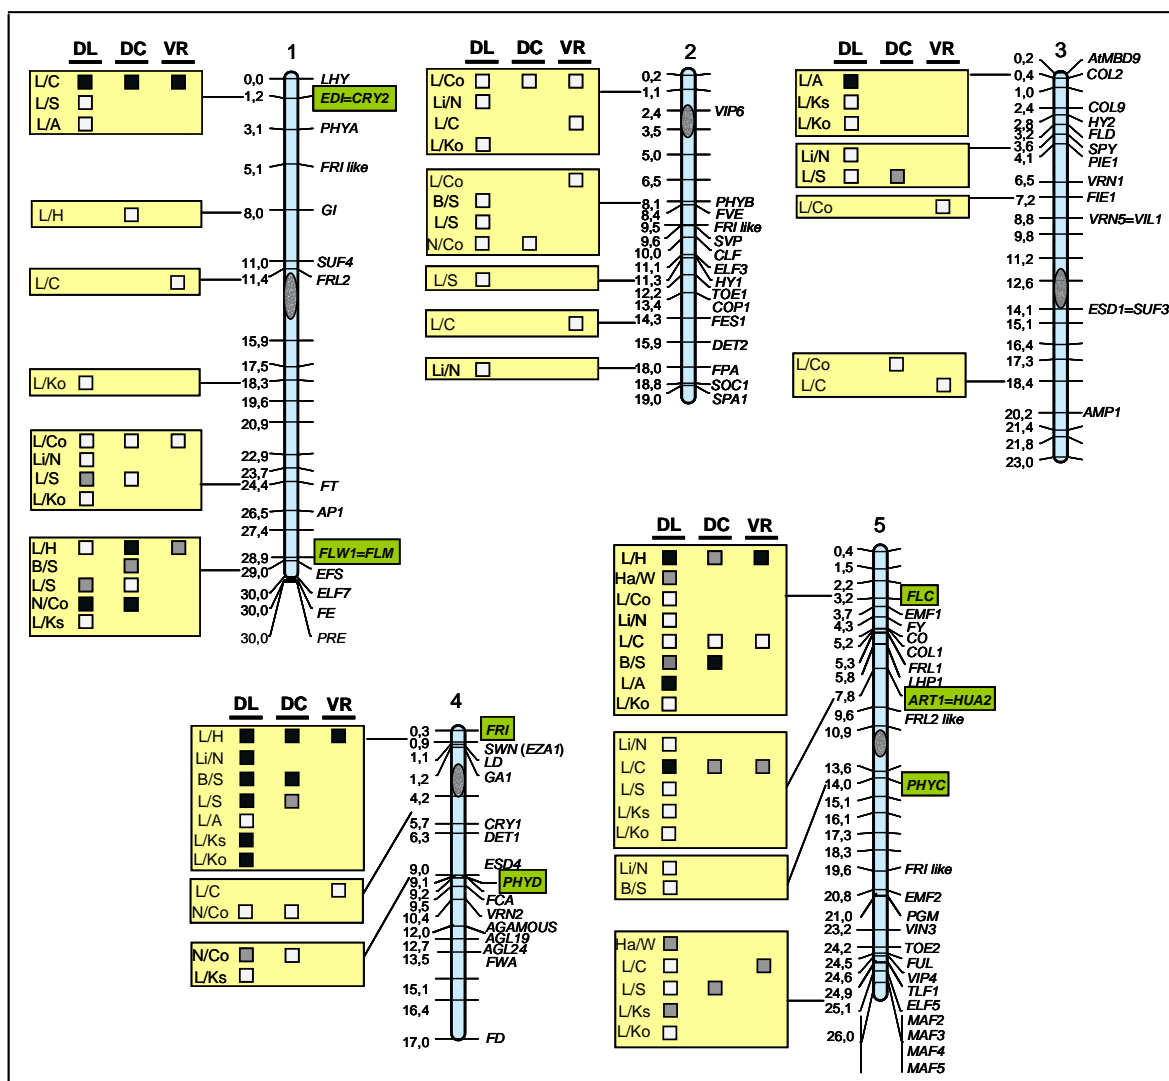 1
DL DC VR
L/C
L/S
L/A
L/H
L/C
L/Ko
L/Co
Li/N
L/S
L/Ko
L/H
B/S
L/S
N/Co
L/Ks
0,0 LHY
1,2 EDI=CRY2
3,1 PHYA
5,1 FRI like
8,0 GI
11,0 SUF4
11,4 FRL2
15,9
17,5
18,3
19,6
20,9
22,9
23,7
24,4 FT
26,5 AP1
27,4
28,9 FLW1=FLM
29,0 EFS
30,0 ELF7
30,0 FE
30,0 PRE
2
DL DC VR
L/Co
Li/N
L/C
L/Ko
L/Co
B/S
L/S
N/Co
L/S
L/C
Li/N
0,2
1,1
2,4 VIP6
3,5
5,0
6,5
8,1 PHYB
8,4 FVE
9,5 FRI like
9,6 SVP
10,0 CLF
11,1 ELF3
11,3 HY1
12,2 TOE1
13,4 COP1
14,3 FES1
15,9 DET2
18,0 FPA
18,8 SOC1
19,0 SPA1
3
DL DC VR
L/A
L/Ks
L/Ko
Li/N
L/S
L/Co
L/Co
L/C
0,2 AtMBD9
0,4 COL2
1,0
2,4 COL9
2,8 HY2
3,2 FLD
3,6 SPY
4,1 PIE1
6,5 VRN1
7,2 FIE1
8,8 VRN5=VIL1
9,8
11,2
12,6
14,1 ESD1=SUF3
15,1
16,4
17,3
18,4
20,2 AMP1
21,4
21,8
23,0
4
DL DC VR
L/H
Li/N
B/S
L/S
L/A
L/Ks
L/Ko
L/C
N/Co
N/Co
L/Ks
0,3 FRI
0,9 SWN (EZA1)
1,1 LD
1,2 GA1
4,2
5,7 CRY1
6,3 DET1
9,0 ESD4
9,1 PHYD
9,2 FCA
9,5 VRN2
10,4 AGAMOUS
12,0 AGL19
12,7 AGL24
13,5 FWA
15,1
16,4
17,0 FD
5
DL DC VR
L/H
Ha/W
L/Co
Li/N
L/C
B/S
L/A
L/Ko
Li/N
L/C
L/S
L/Ks
L/Ko
Li/N
B/S
Ha/W
L/C
L/S
L/Ks
L/Ko
0,4
1,5
2,2
3,2 FLC
3,7 EMF1
4,3 FY
5,2 CO
COL1
5,3 FRL1
5,8 LHP1
7,8 ART1=HUA2
9,6 FRL2 like
10,9
13,6
14,0 PHYC
15,1
16,1
17,3
18,3
19,6 FRI like
20,8 EMF2
21,0 PGM
23,2 VIN3
24,2 TOE2
24,5 FUL
24,6 VIP4
24,9 TLF1
25,1 ELF5
26,0 MAF2
MAF3
MAF4
MAF5